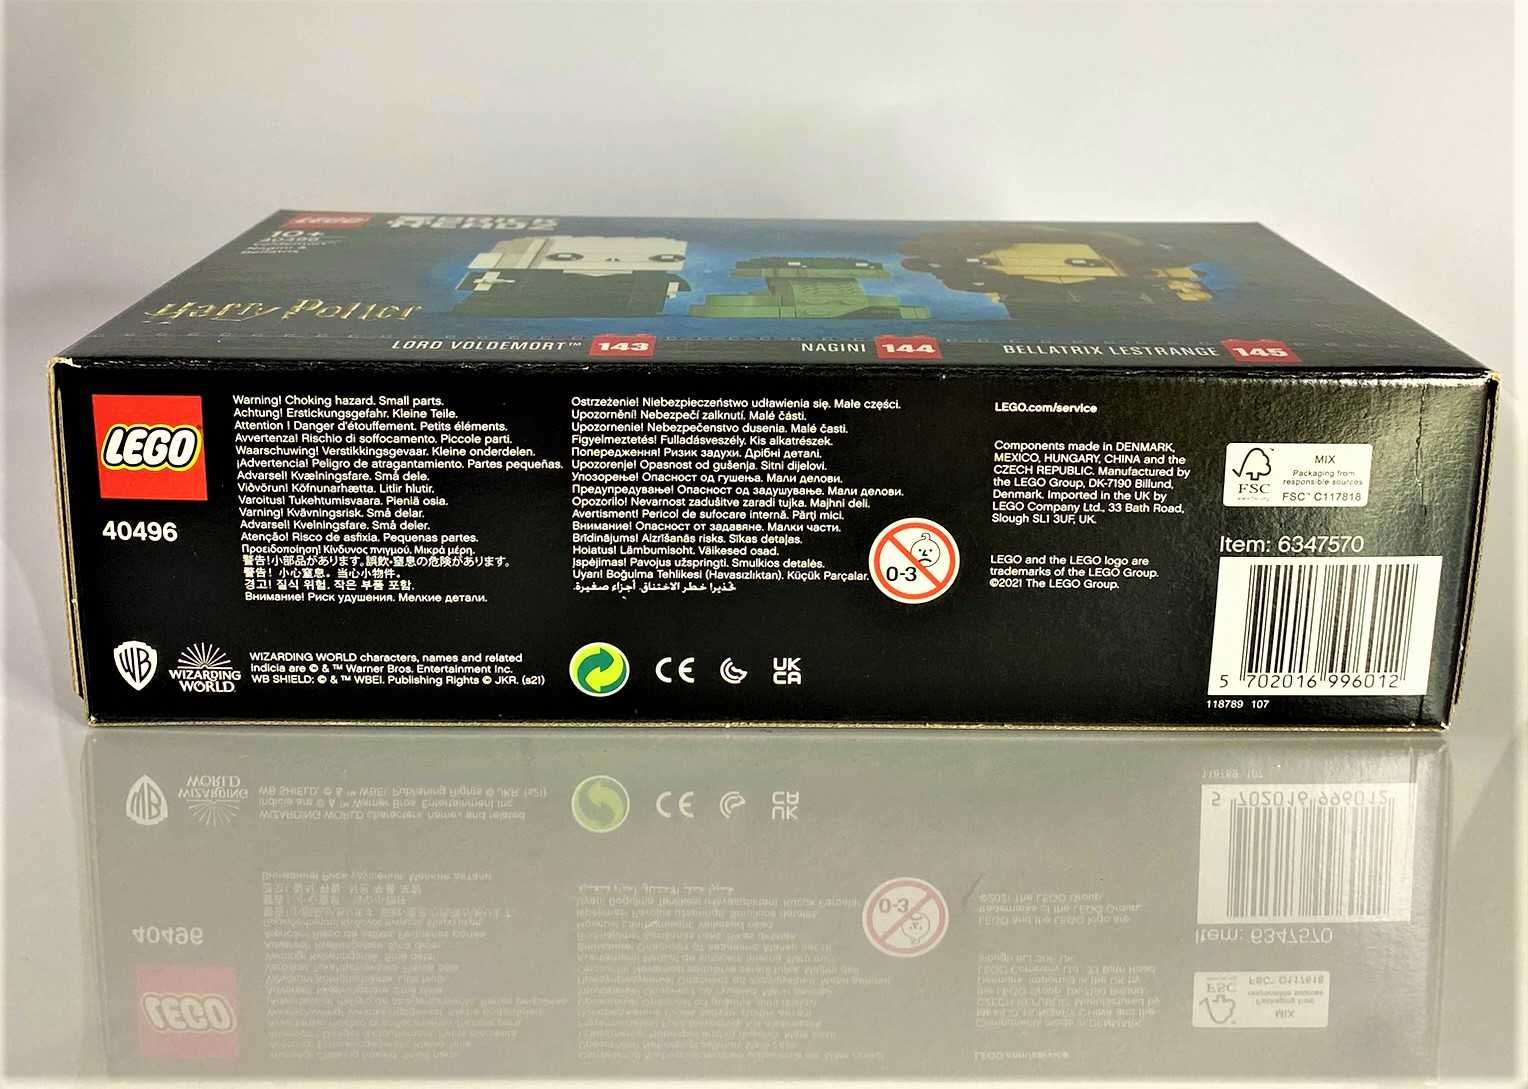 LEGO
BRICK
HEADZ
10+
40496
Voldemort™
Nagini &
Bellatrix
Harry Potter
LORD VOLDEMORT™ 143
NAGINI 144
BELLATRIX LESTRANGE 145
LEGO
40496
Warning! Choking hazard. Small parts.
Achtung! Erstickungsgefahr. Kleine Teile.
Attention ! Danger d'étouffement. Petits éléments.
Avvertenza! Rischio di soffocamento. Piccole parti.
Waarschuwing! Verstikkingsgevaar. Kleine onderdelen.
¡Advertencia! Peligro de atragantamiento. Partes pequeñas.
Advarsel! Kvælningsfare. Små dele.
Viðvörun! Köfnunarhætta. Litlir hlutir.
Varoitus! Tukehtumisvaara. Pieniä osia.
Varning! Kvävningsrisk. Små delar.
Advarsel! Kvelningsfare. Små deler.
Atenção! Risco de asfixia. Pequenas partes.
Προειδοποίηση! Κίνδυνος πνιγμού. Μικρά μέρη.
警告! 小部品があります。誤飲・窒息の危険があります。
警告! 小心窒息。当心小物件。
경고! 질식 위험. 작은 부품 포함.
Внимание! Риск удушения. Мелкие детали.
Ostrzeżenie! Niebezpieczeństwo udławienia się. Małe części.
Upozornění! Nebezpečí zalknutí. Malé části.
Upozornenie! Nebezpečenstvo dusenia. Malé časti.
Figyelmeztetés! Fulladásveszély. Kis alkatrészek.
Попередження! Ризик задухи. Дрібні деталі.
Upozorenje! Opasnost od gušenja. Sitni dijelovi.
Упозорење! Опасност од гушења. Мали делови.
Предупредување! Опасност од задушување. Мали делови.
Opozorilo! Nevarnost zadušitve zaradi tujka. Majhni deli.
Avertisment! Pericol de sufocare internă. Părți mici.
Внимание! Опасност от задавяне. Малки части.
Brīdinājums! Aizrīšanās risks. Sīkas detaļas.
Hoiatus! Lämbumisoht. Väikesed osad.
Įspėjimas! Pavojus užspringti. Smulkios detalės.
Uyarı! Boğulma Tehlikesi (Havasızlıktan). Küçük Parçalar.
تحذير! خطر الاختناق. أجزاء صغيرة.
0-3
LEGO.com/service
Components made in DENMARK,
MEXICO, HUNGARY, CHINA and the
CZECH REPUBLIC. Manufactured by
the LEGO Group, DK-7190 Billund,
Denmark. Imported in the UK by
LEGO Company Ltd., 33 Bath Road,
Slough SL1 3UF, UK.
LEGO and the LEGO logo are
trademarks of the LEGO Group.
©2021 The LEGO Group.
FSC
MIX
Packaging from
responsible sources
FSC™ C117818
Item: 6347570
5 702016 996012
118789 107
WB
WIZARDING
WORLD
WIZARDING WORLD characters, names and related
indicia are © & ™ Warner Bros. Entertainment Inc.
WB SHIELD: © & ™ WBEI. Publishing Rights © JKR. (s21)
CE
UK
CA